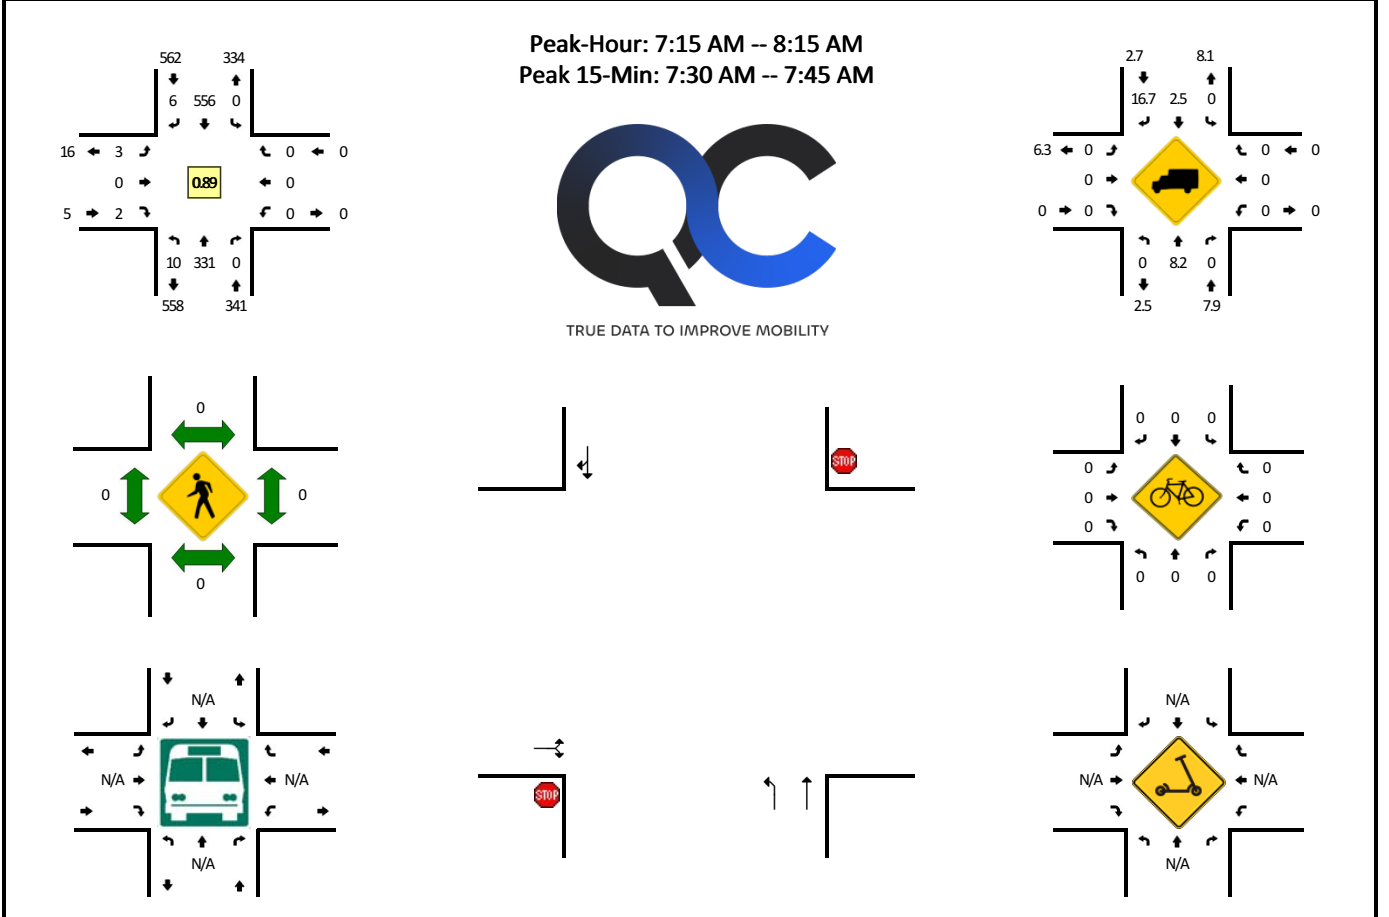 Peak-Hour: 7:15 AM -- 8:15 AM
Peak 15-Min: 7:30 AM -- 7:45 AM
562 334
6 556 0
16 3 0 0
0 0.89 0
5 2 0 0
10 331 0
558 341
TRUE DATA TO IMPROVE MOBILITY
2.7 8.1
16.7 2.5 0
6.3 0 0 0
0 0
0 0 0 0
0 8.2 0
2.5 7.9
0
0 0
0
STOP
STOP
0 0 0
0 0
0 0
0 0
0 0 0
N/A
N/A N/A
N/A
N/A
N/A N/A
N/A